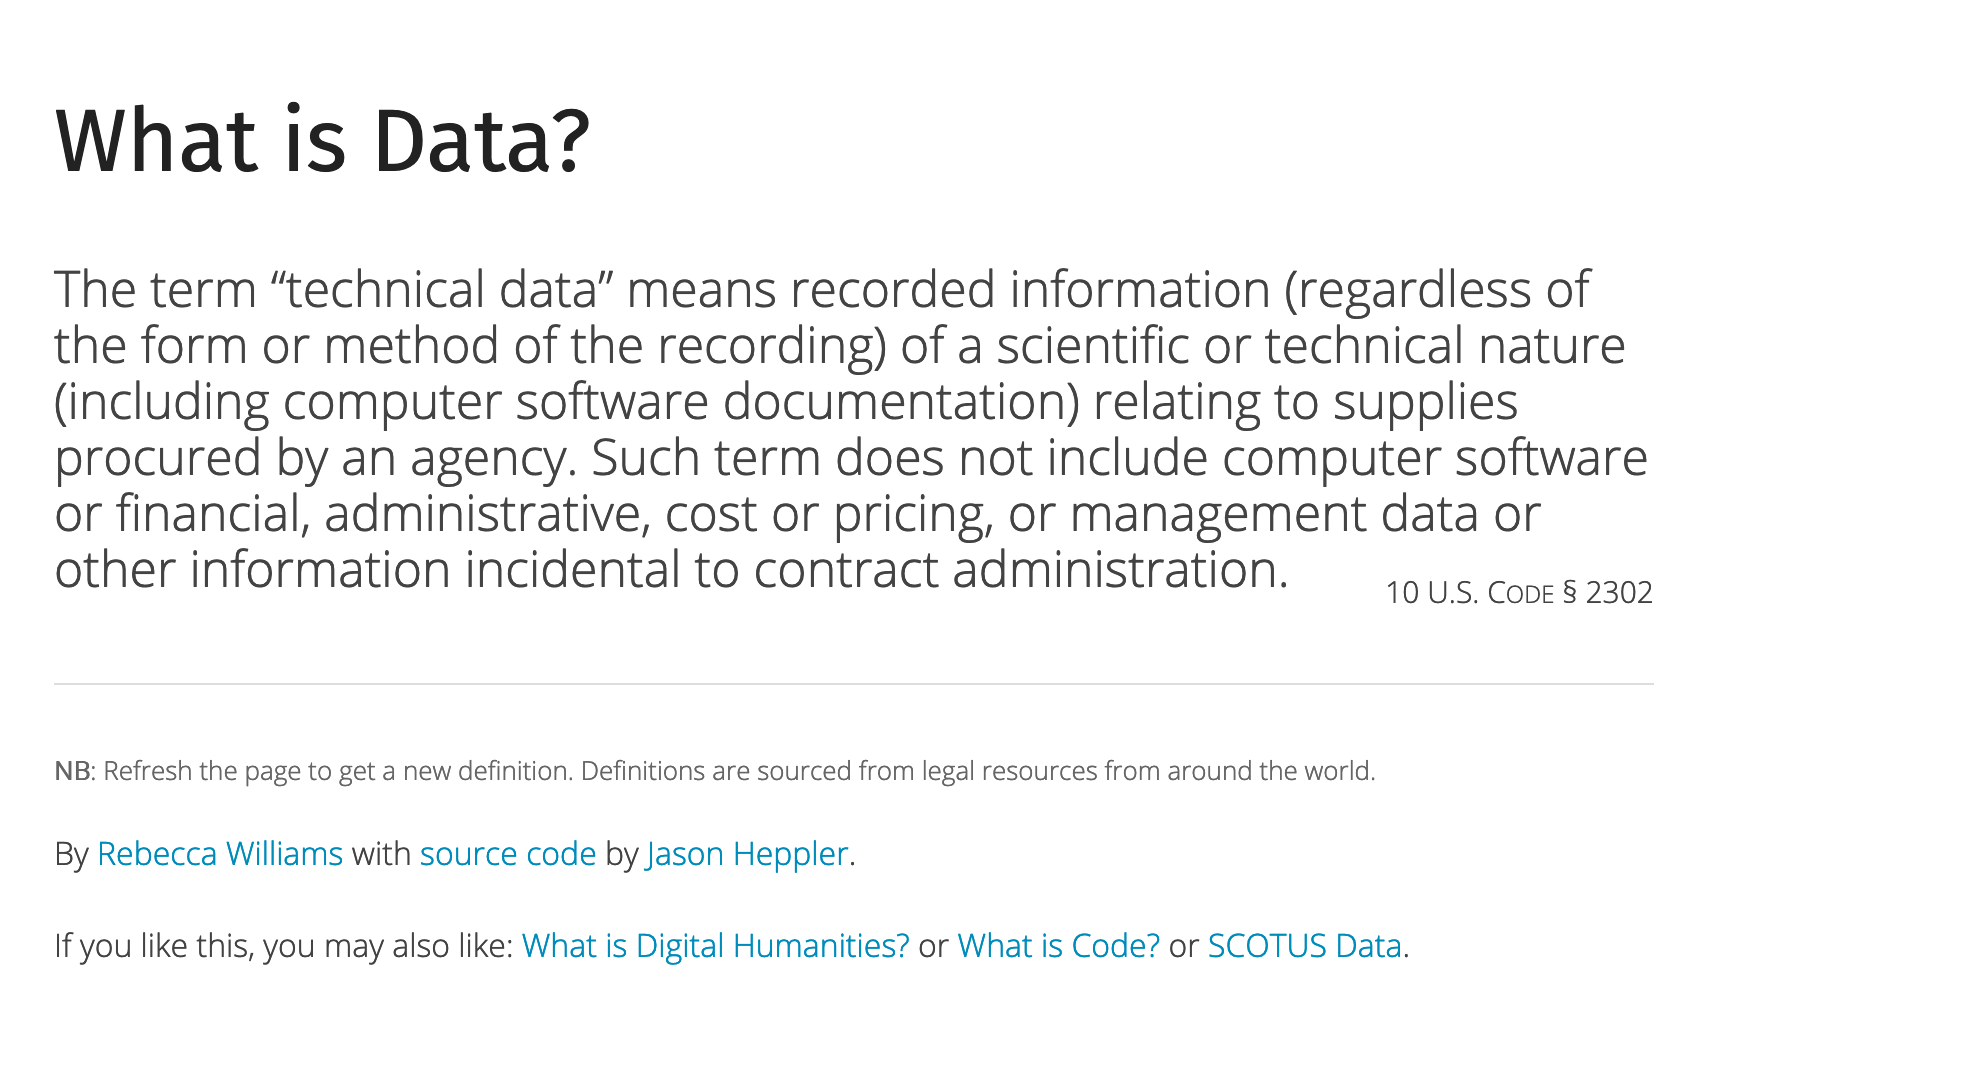 What is Data?
The term “technical data” means recorded information (regardless of
the form or method of the recording) of a scientific or technical nature
(including computer software documentation) relating to supplies
procured by an agency. Such term does not include computer software
or financial, administrative, cost or pricing, or management data or
other information incidental to contract administration.
10 U.S. Code § 2302
NB: Refresh the page to get a new definition. Definitions are sourced from legal resources from around the world.
By Rebecca Williams with source code by Jason Heppler.
If you like this, you may also like: What is Digital Humanities? or What is Code? or SCOTUS Data.